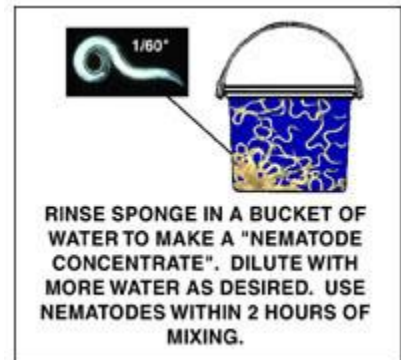 1/60"
RINSE SPONGE IN A BUCKET OF
WATER TO MAKE A "NEMATODE
CONCENTRATE". DILUTE WITH
MORE WATER AS DESIRED. USE
NEMATODES WITHIN 2 HOURS OF
MIXING.